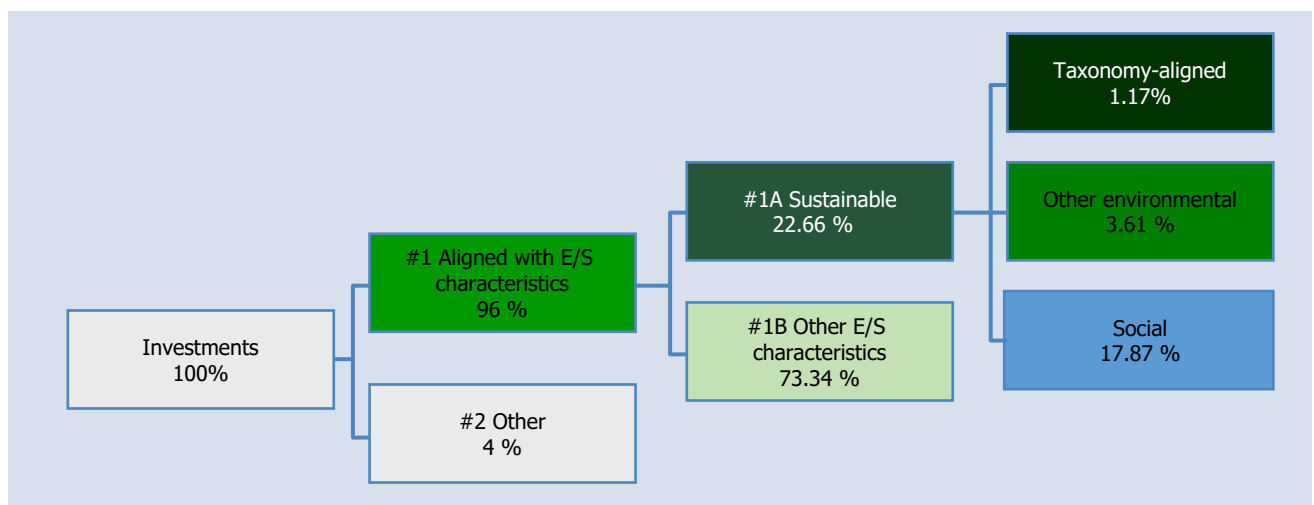 Investments
100%
#1 Aligned with E/S
characteristics
96 %
#2 Other
4 %
#1A Sustainable
22.66 %
#1B Other E/S
characteristics
73.34 %
Taxonomy-aligned
1.17%
Other environmental
3.61 %
Social
17.87 %